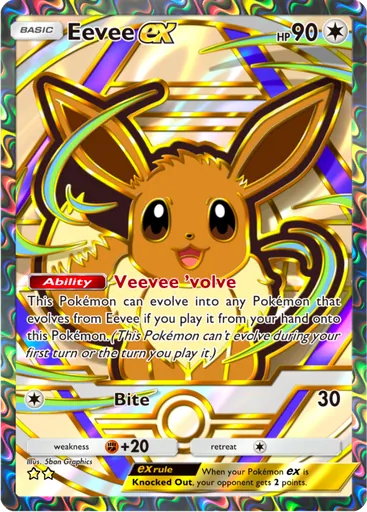 BASIC Eevee ex HP 90
Ability Veevee 'volve
This Pokémon can evolve into any Pokémon that
evolves from Eevee if you play it from your hand onto
this Pokémon. (This Pokémon can't evolve during your
first turn or the turn you play it.)
Bite 30
weakness +20 retreat
Illus. 5ban Graphics
ex rule When your Pokémon ex is
Knocked Out, your opponent gets 2 points.